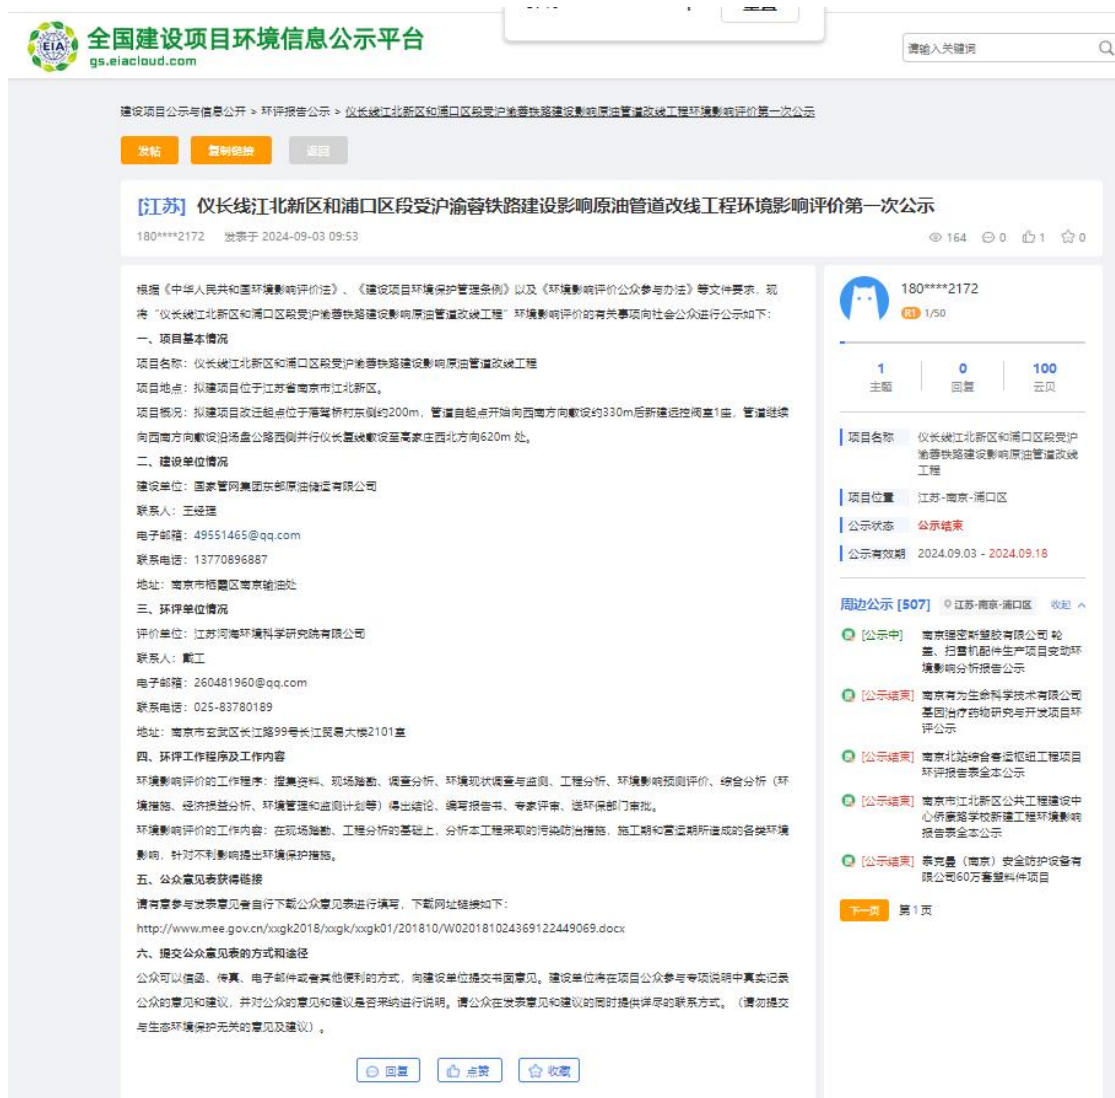 重置
全国建设项目环境信息公示平台
EIA
gs.eiacloud.com
请输入关键词
建设项目公示与信息公开 > 环评报告公示 > 仪长线江北新区和浦口区段受沪渝蓉铁路建设影响原油管道改线工程环境影响评价第一次公示
发帖 复制链接 返回
[江苏] 仪长线江北新区和浦口区段受沪渝蓉铁路建设影响原油管道改线工程环境影响评价第一次公示
180****2172 发表于 2024-09-03 09:53
164 0 1 0
根据《中华人民共和国环境影响评价法》、《建设项目环境保护管理条例》以及《环境影响评价公众参与办法》等文件要求，现
将“仪长线江北新区和浦口区段受沪渝蓉铁路建设影响原油管道改线工程”环境影响评价的有关事项向社会公众进行公示如下：
一、项目基本情况
项目名称：仪长线江北新区和浦口区段受沪渝蓉铁路建设影响原油管道改线工程
项目地点：拟建项目位于江苏省南京市江北新区。
项目概况：拟建项目改迁起点位于落驾桥村东侧约200m，管道自起点开始向西南方向敷设约330m后新建远控阀室1座，管道继续
向西南方向敷设沿汤盘公路西侧并行仪长复线敷设至高家庄西北方向620m 处。
二、建设单位情况
建设单位：国家管网集团东部原油储运有限公司
联系人：王经理
电子邮箱：49551465@qq.com
联系电话：13770896887
地址：南京市栖霞区南京输油处
三、环评单位情况
评价单位：江苏河海环境科学研究院有限公司
联系人：戴工
电子邮箱：260481960@qq.com
联系电话：025-83780189
地址：南京市玄武区长江路99号长江贸易大楼2101室
四、环评工作程序及工作内容
环境影响评价的工作程序：搜集资料、现场踏勘、调查分析、环境现状调查与监测、工程分析、环境影响预测评价、综合分析（环
境措施、经济损益分析、环境管理和监测计划等）得出结论、编写报告书、专家评审、送环保部门审批。
环境影响评价的工作内容：在现场踏勘、工程分析的基础上，分析本工程采取的污染防治措施，施工期和营运期所造成的各类环境
影响，针对不利影响提出环境保护措施。
五、公众意见表获得链接
请有意参与发表意见者自行下载公众意见表进行填写，下载网址链接如下：
http://www.mee.gov.cn/xxgk2018/xxgk/xxgk01/201810/W020181024369122449069.docx
六、提交公众意见表的方式和途径
公众可以信函、传真、电子邮件或者其他便利的方式，向建设单位提交书面意见。建设单位将在项目公众参与专项说明中真实记录
公众的意见和建议，并对公众的意见和建议是否采纳进行说明。请公众在发表意见和建议的同时提供详尽的联系方式。（请勿提交
与生态环境保护无关的意见及建议）。
回复 点赞 收藏
180****2172
R1 1/50
1 0 100
主题 回复 云贝
项目名称 仪长线江北新区和浦口区段受沪
渝蓉铁路建设影响原油管道改线
工程
项目位置 江苏-南京-浦口区
公示状态 公示结束
公示有效期 2024.09.03 - 2024.09.18
周边公示 [507] 江苏-南京-浦口区 收起
[公示中] 南京强密新塑胶有限公司 轮
盖、扫雪机配件生产项目变动环
境影响分析报告公示
[公示结束] 南京有为生命科学技术有限公司
基因治疗药物研究与开发项目环
评公示
[公示结束] 南京北站综合客运枢纽工程项目
环评报告表全本公示
[公示结束] 南京市江北新区公共工程建设中
心侨康路学校新建工程环境影响
报告表全本公示
[公示结束] 泰克曼（南京）安全防护设备有
限公司60万套塑料件项目
下一页 第1页